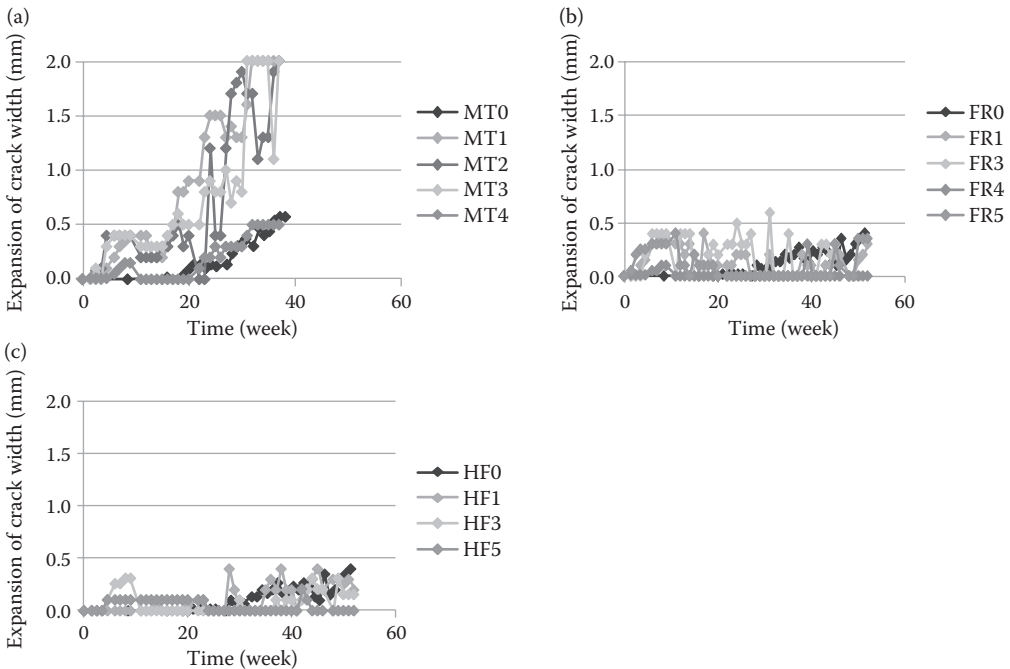 (a)
Expansion of crack width (mm)
2.0
1.5
1.0
0.5
0.0
0
20
40
60
Time (week)
MT0
MT1
MT2
MT3
MT4
(b)
Expansion of crack width (mm)
2.0
1.5
1.0
0.5
0.0
0
20
40
60
Time (week)
FR0
FR1
FR3
FR4
FR5
(c)
Expansion of crack width (mm)
2.0
1.5
1.0
0.5
0.0
0
20
40
60
Time (week)
HF0
HF1
HF3
HF5